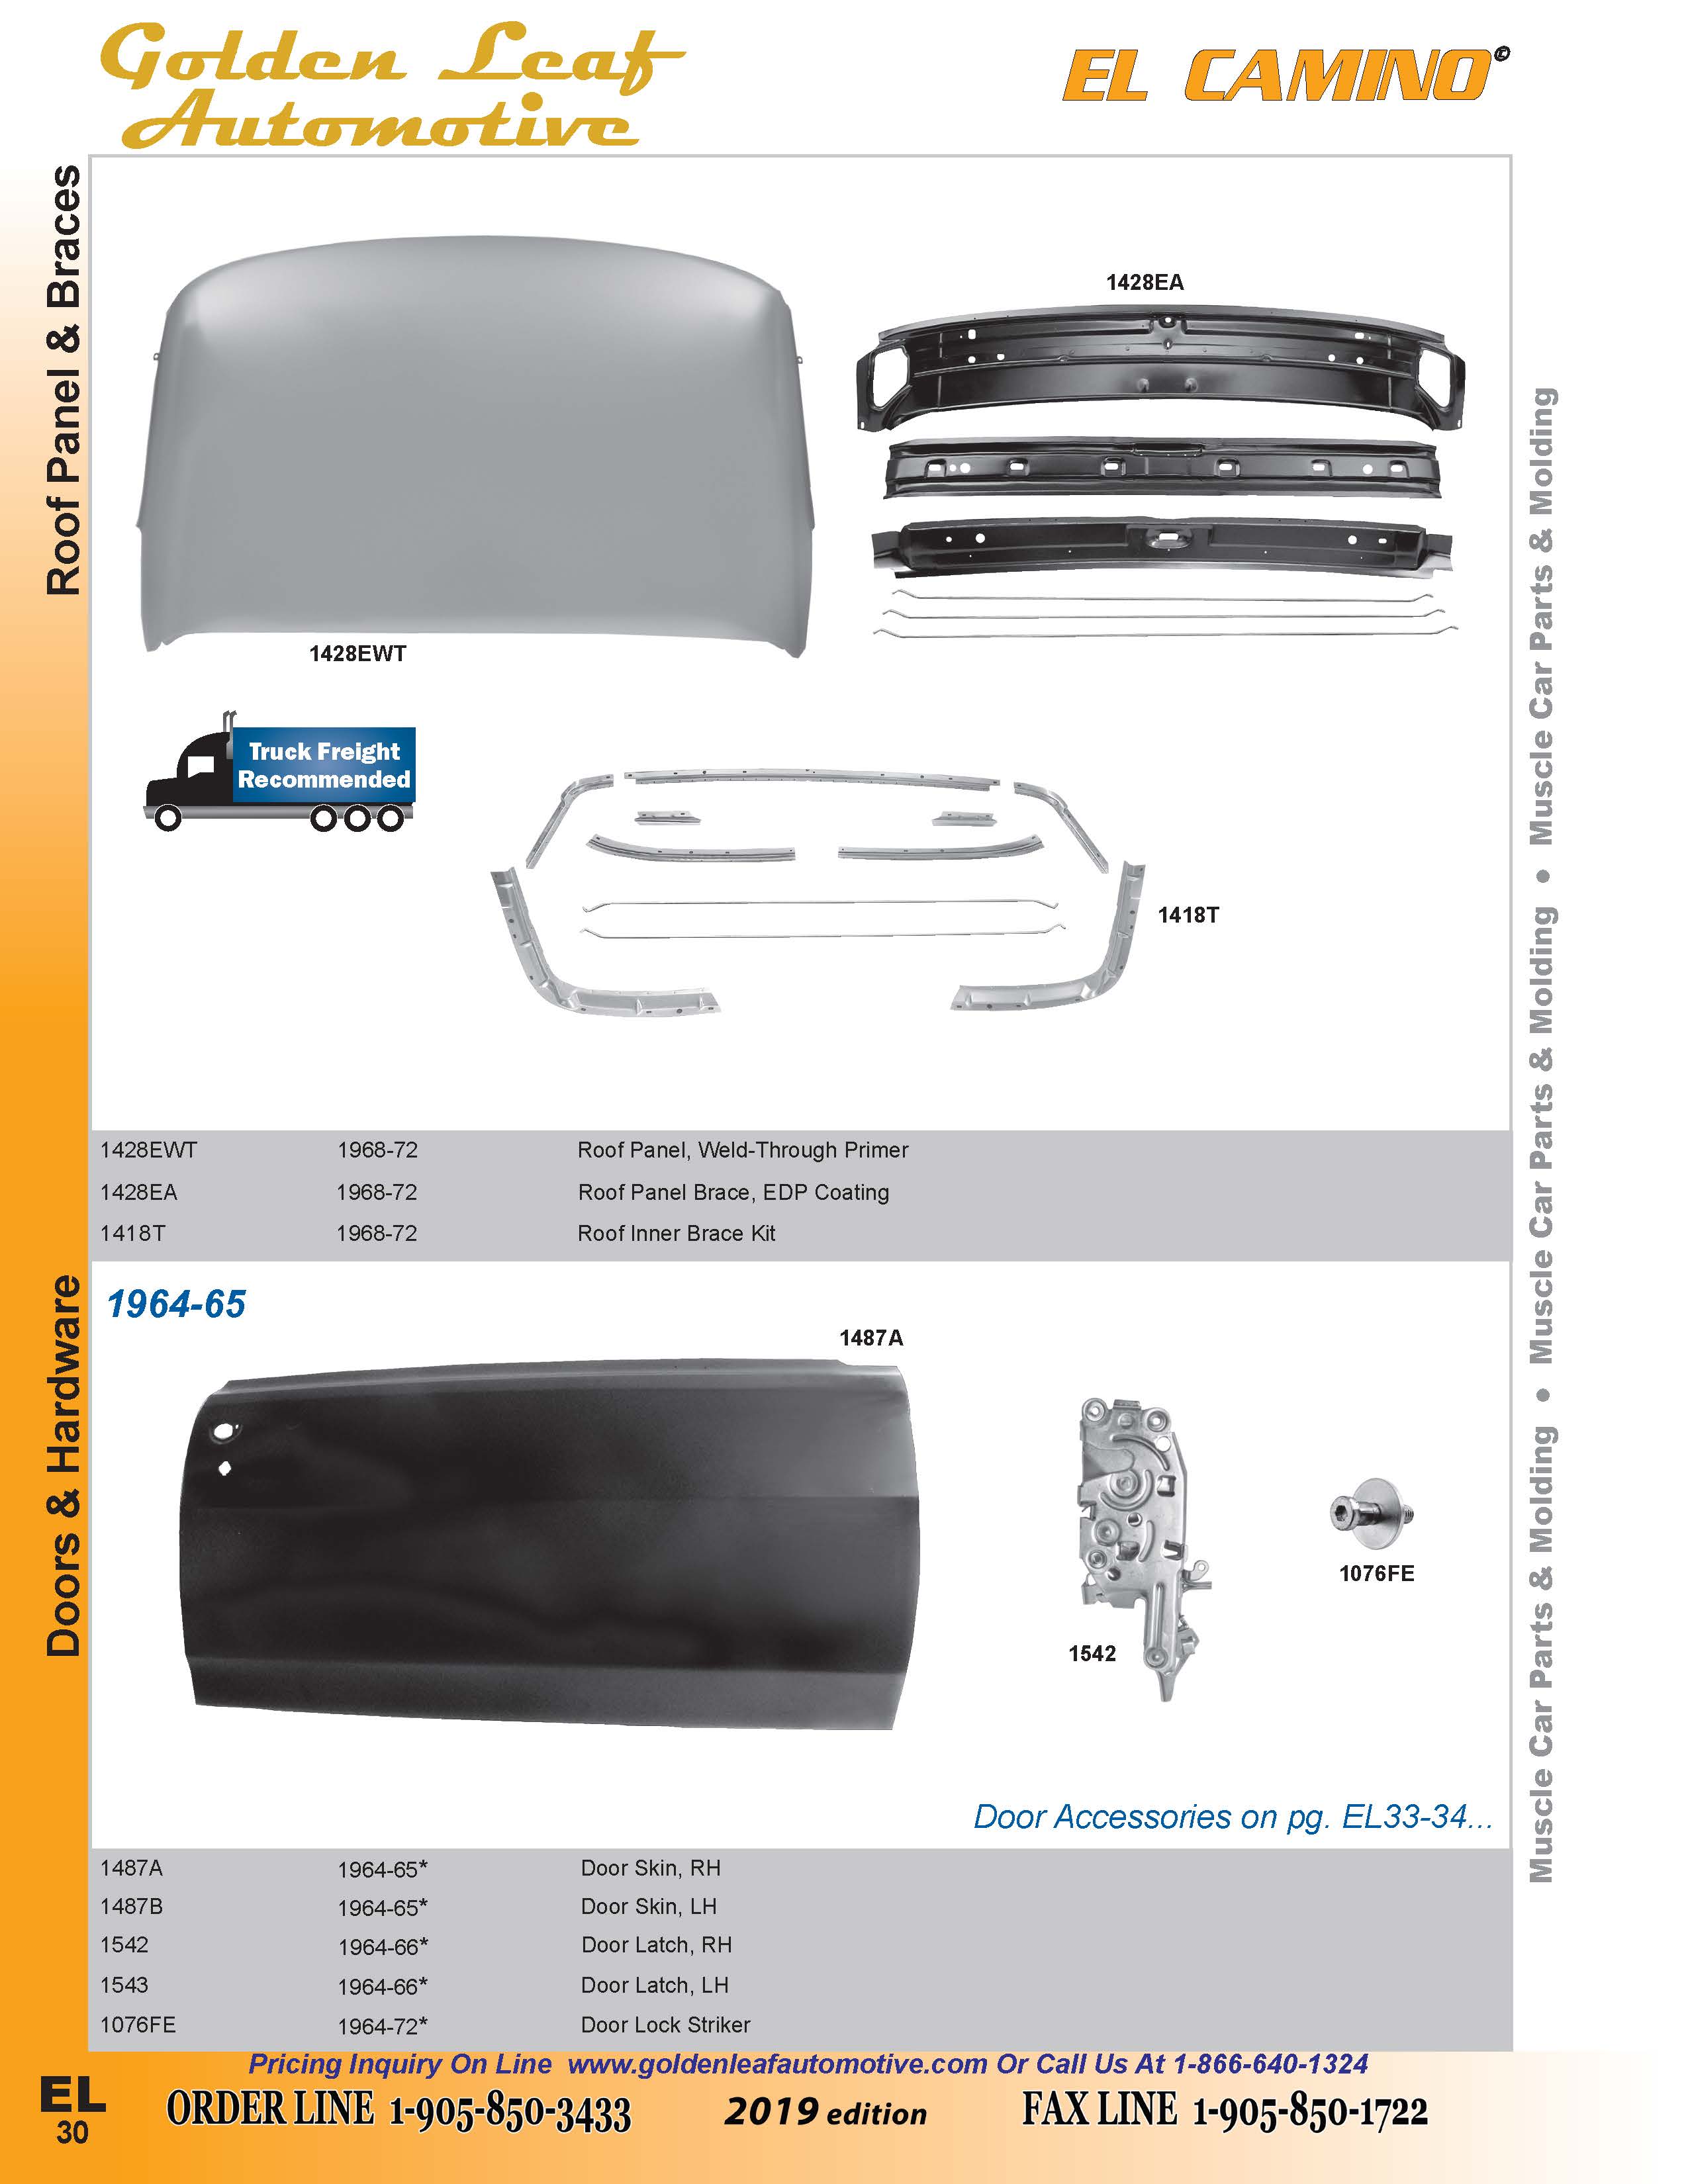 Golden Leaf
Automotive
EL CAMINO©
Roof Panel & Braces
1428EA
1428EWT
Truck Freight
Recommended
1418T
1428EWT 1968-72 Roof Panel, Weld-Through Primer
1428EA 1968-72 Roof Panel Brace, EDP Coating
1418T 1968-72 Roof Inner Brace Kit
Doors & Hardware
1964-65
1487A
1542
1076FE
Door Accessories on pg. EL33-34...
1487A 1964-65* Door Skin, RH
1487B 1964-65* Door Skin, LH
1542 1964-66* Door Latch, RH
1543 1964-66* Door Latch, LH
1076FE 1964-72* Door Lock Striker
Muscle Car Parts & Molding • Muscle Car Parts & Molding • Muscle Car Parts & Molding
Pricing Inquiry On Line www.goldenleafautomotive.com Or Call Us At 1-866-640-1324
EL
30
ORDER LINE 1-905-850-3433 2019 edition FAX LINE 1-905-850-1722